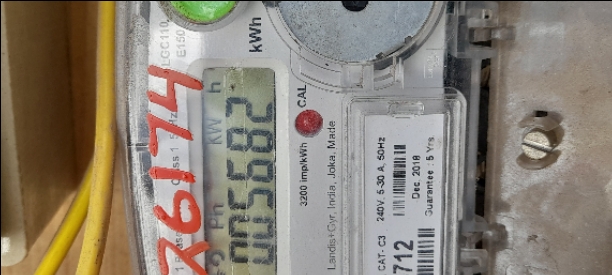 LGC110
E150
Class 1
26174
KW h
005682
kWh
CAL
3200 imp/kWh
Landis+Gyr, India, Joka, Made
CAT- C3 240V, 5-30 A, 50Hz
712
Dec. 2018
Guarantee : 5 Yrs